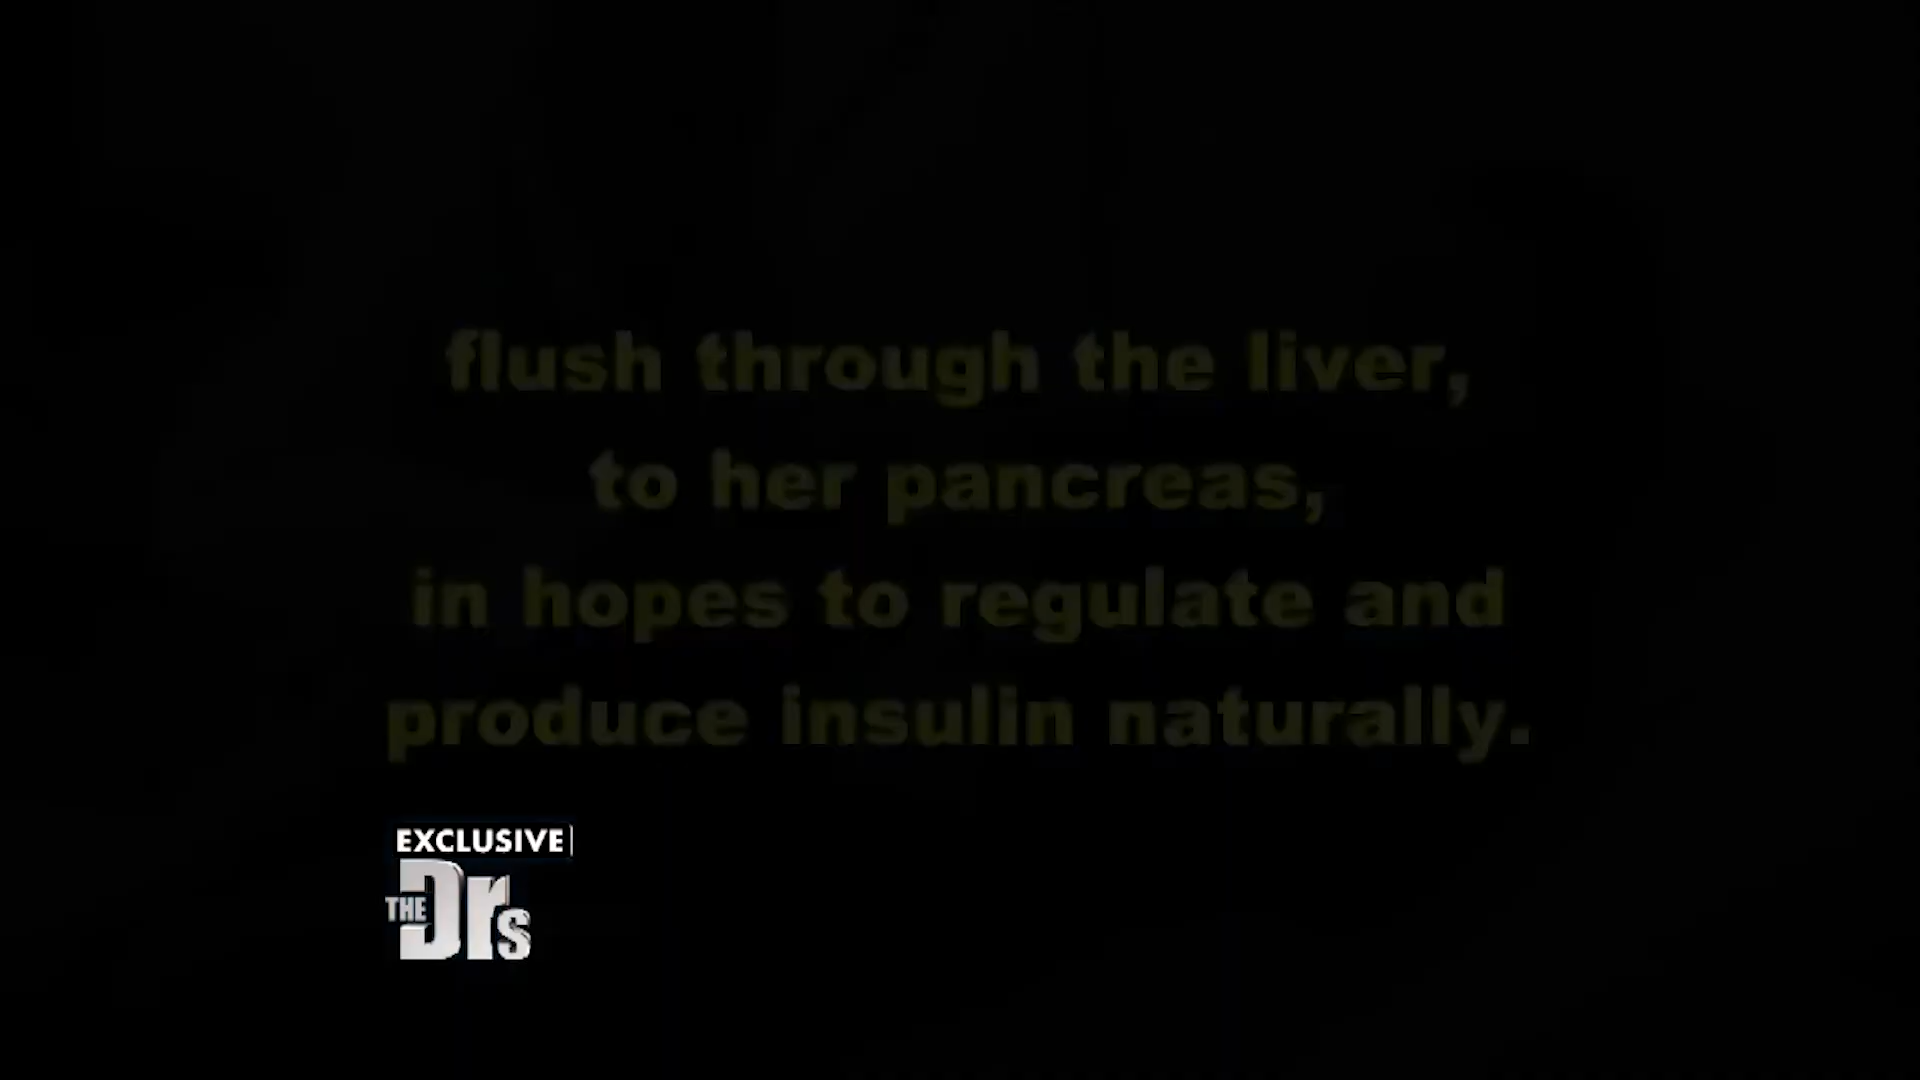 flush through the liver,
to her pancreas,
in hopes to regulate and
produce insulin naturally.
EXCLUSIVE
THE Drs